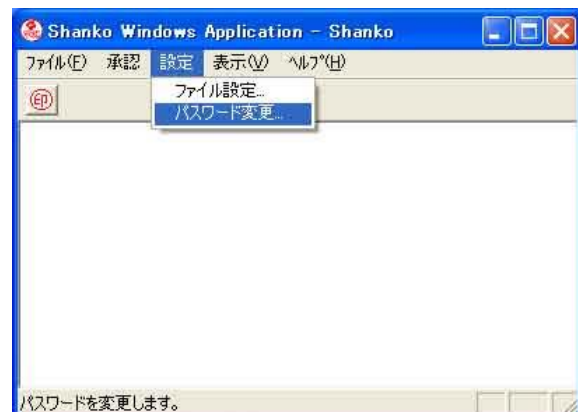 Shanko Windows Application - Shanko
ファイル(F) 承認 設定 表示(V) ヘルプ(H)
印
ファイル設定...
パスワード変更...
パスワードを変更します。